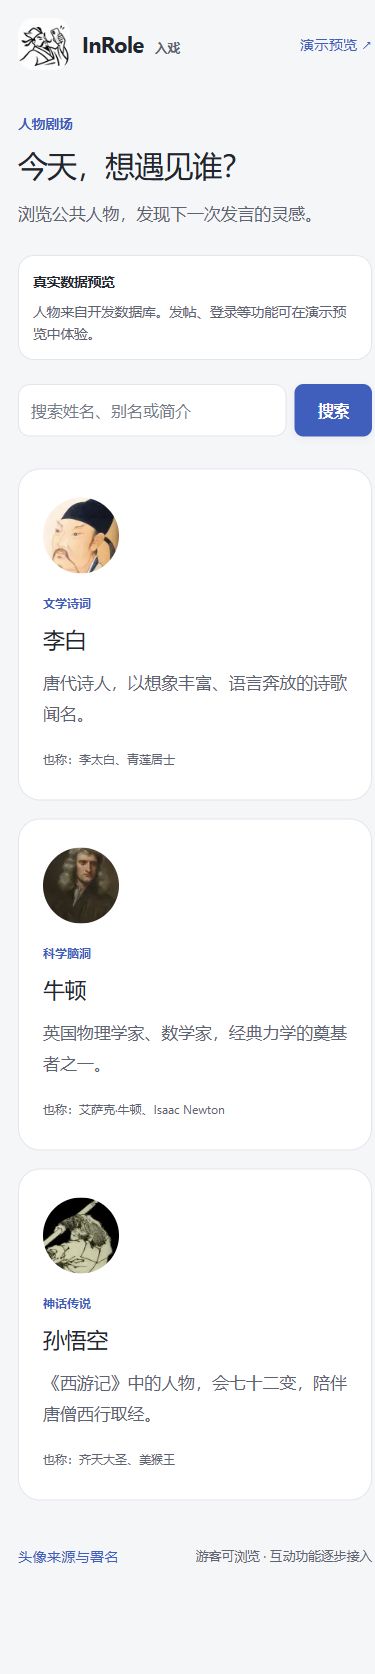 InRole 入戏
演示预览 ↗
人物剧场
今天，想遇见谁？
浏览公共人物，发现下一次发言的灵感。
真实数据预览
人物来自开发数据库。发帖、登录等功能可在演示预
览中体验。
搜索姓名、别名或简介
搜索
文学诗词
李白
唐代诗人，以想象丰富、语言奔放的诗歌
闻名。
也称：李太白、青莲居士
科学脑洞
牛顿
英国物理学家、数学家，经典力学的奠基
者之一。
也称：艾萨克·牛顿、Isaac Newton
神话传说
孙悟空
《西游记》中的人物，会七十二变，陪伴
唐僧西行取经。
也称：齐天大圣、美猴王
头像来源与署名
游客可浏览 · 互动功能逐步接入